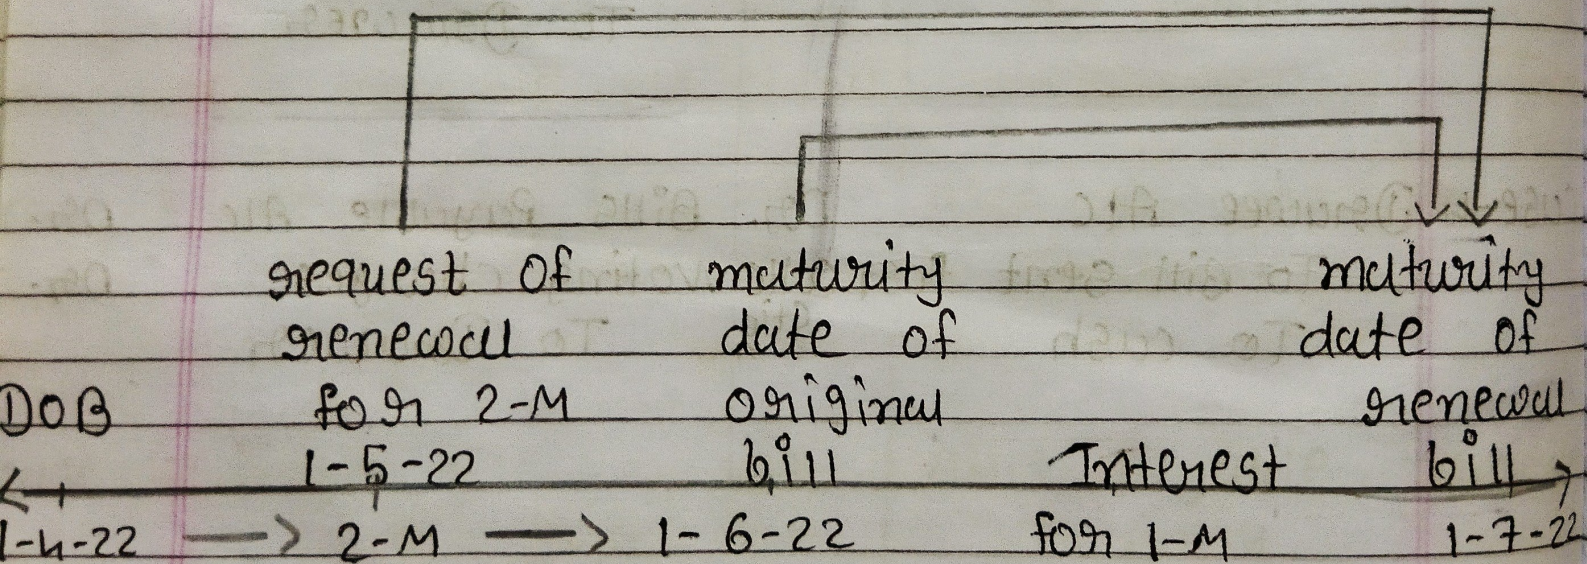 request of maturity maturity
renewal date of date of
DOB for 2-M original renewal
1-5-22 bill Interest bill
1-4-22 2-M 1-6-22 for 1-M 1-7-22